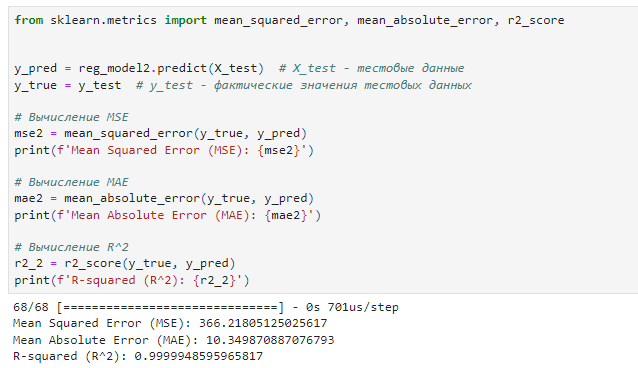 from sklearn.metrics import mean_squared_error, mean_absolute_error, r2_score
y_pred = reg_model2.predict(X_test)  # X_test - тестовые данные
y_true = y_test  # y_test - фактические значения тестовых данных
# Вычисление MSE
mse2 = mean_squared_error(y_true, y_pred)
print(f'Mean Squared Error (MSE): {mse2}')
# Вычисление MAE
mae2 = mean_absolute_error(y_true, y_pred)
print(f'Mean Absolute Error (MAE): {mae2}')
# Вычисление R^2
r2_2 = r2_score(y_true, y_pred)
print(f'R-squared (R^2): {r2_2}')
68/68 [==============================] - 0s 701us/step
Mean Squared Error (MSE): 366.21805125025617
Mean Absolute Error (MAE): 10.349870887076793
R-squared (R^2): 0.9999948595965817